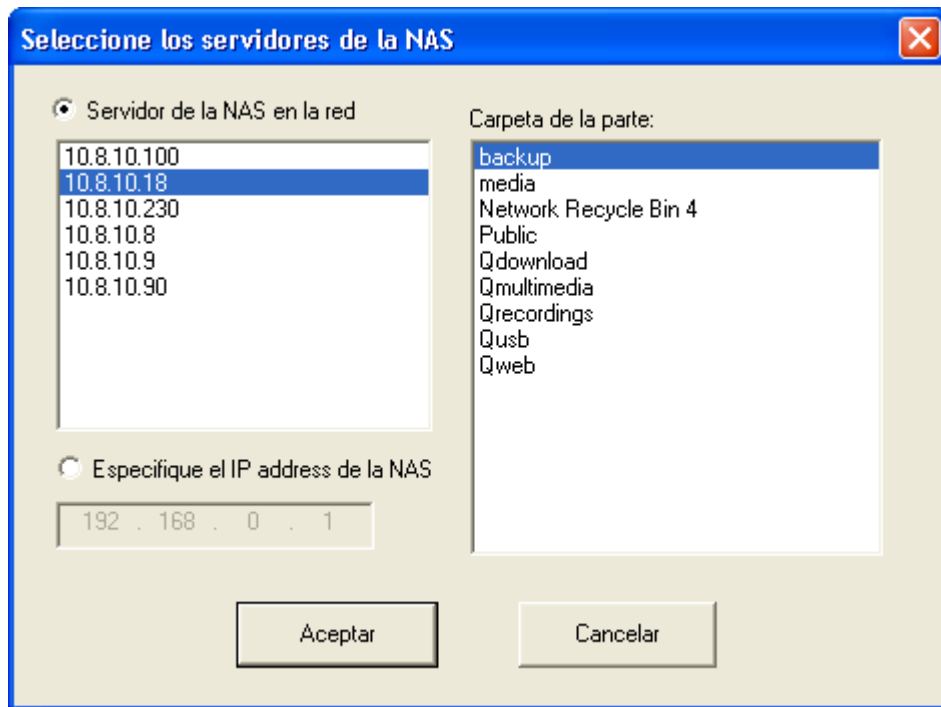 Seleccione los servidores de la NAS
Servidor de la NAS en la red
10.8.10.100
10.8.10.18
10.8.10.230
10.8.10.8
10.8.10.9
10.8.10.90
Especifique el IP address de la NAS
192 . 168 . 0 . 1
Carpeta de la parte:
backup
media
Network Recycle Bin 4
Public
Qdownload
Qmultimedia
Qrecordings
Qusb
Qweb
Aceptar
Cancelar